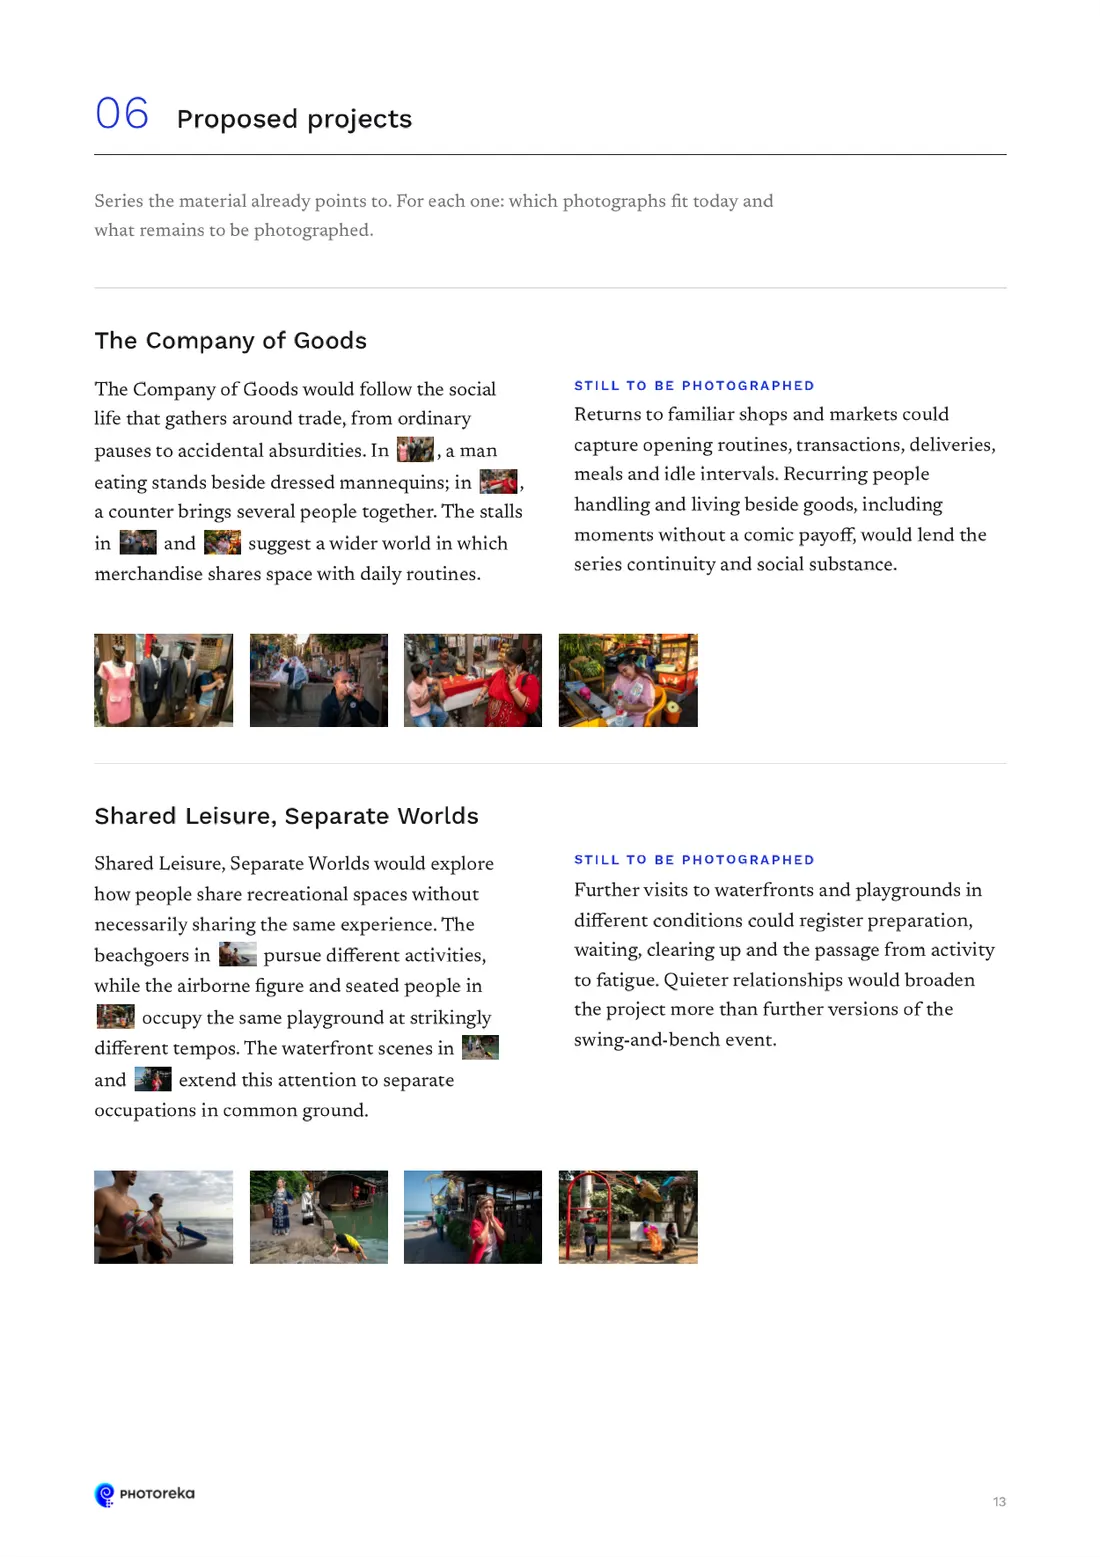 06 Proposed projects
Series the material already points to. For each one: which photographs fit today and
what remains to be photographed.
The Company of Goods
The Company of Goods would follow the social
life that gathers around trade, from ordinary
pauses to accidental absurdities. In , a man
eating stands beside dressed mannequins; in ,
a counter brings several people together. The stalls
in and suggest a wider world in which
merchandise shares space with daily routines.
STILL TO BE PHOTOGRAPHED
Returns to familiar shops and markets could
capture opening routines, transactions, deliveries,
meals and idle intervals. Recurring people
handling and living beside goods, including
moments without a comic payoff, would lend the
series continuity and social substance.
Shared Leisure, Separate Worlds
Shared Leisure, Separate Worlds would explore
how people share recreational spaces without
necessarily sharing the same experience. The
beachgoers in pursue different activities,
while the airborne figure and seated people in
occupy the same playground at strikingly
different tempos. The waterfront scenes in
and extend this attention to separate
occupations in common ground.
STILL TO BE PHOTOGRAPHED
Further visits to waterfronts and playgrounds in
different conditions could register preparation,
waiting, clearing up and the passage from activity
to fatigue. Quieter relationships would broaden
the project more than further versions of the
swing-and-bench event.
PHOTOreka
13